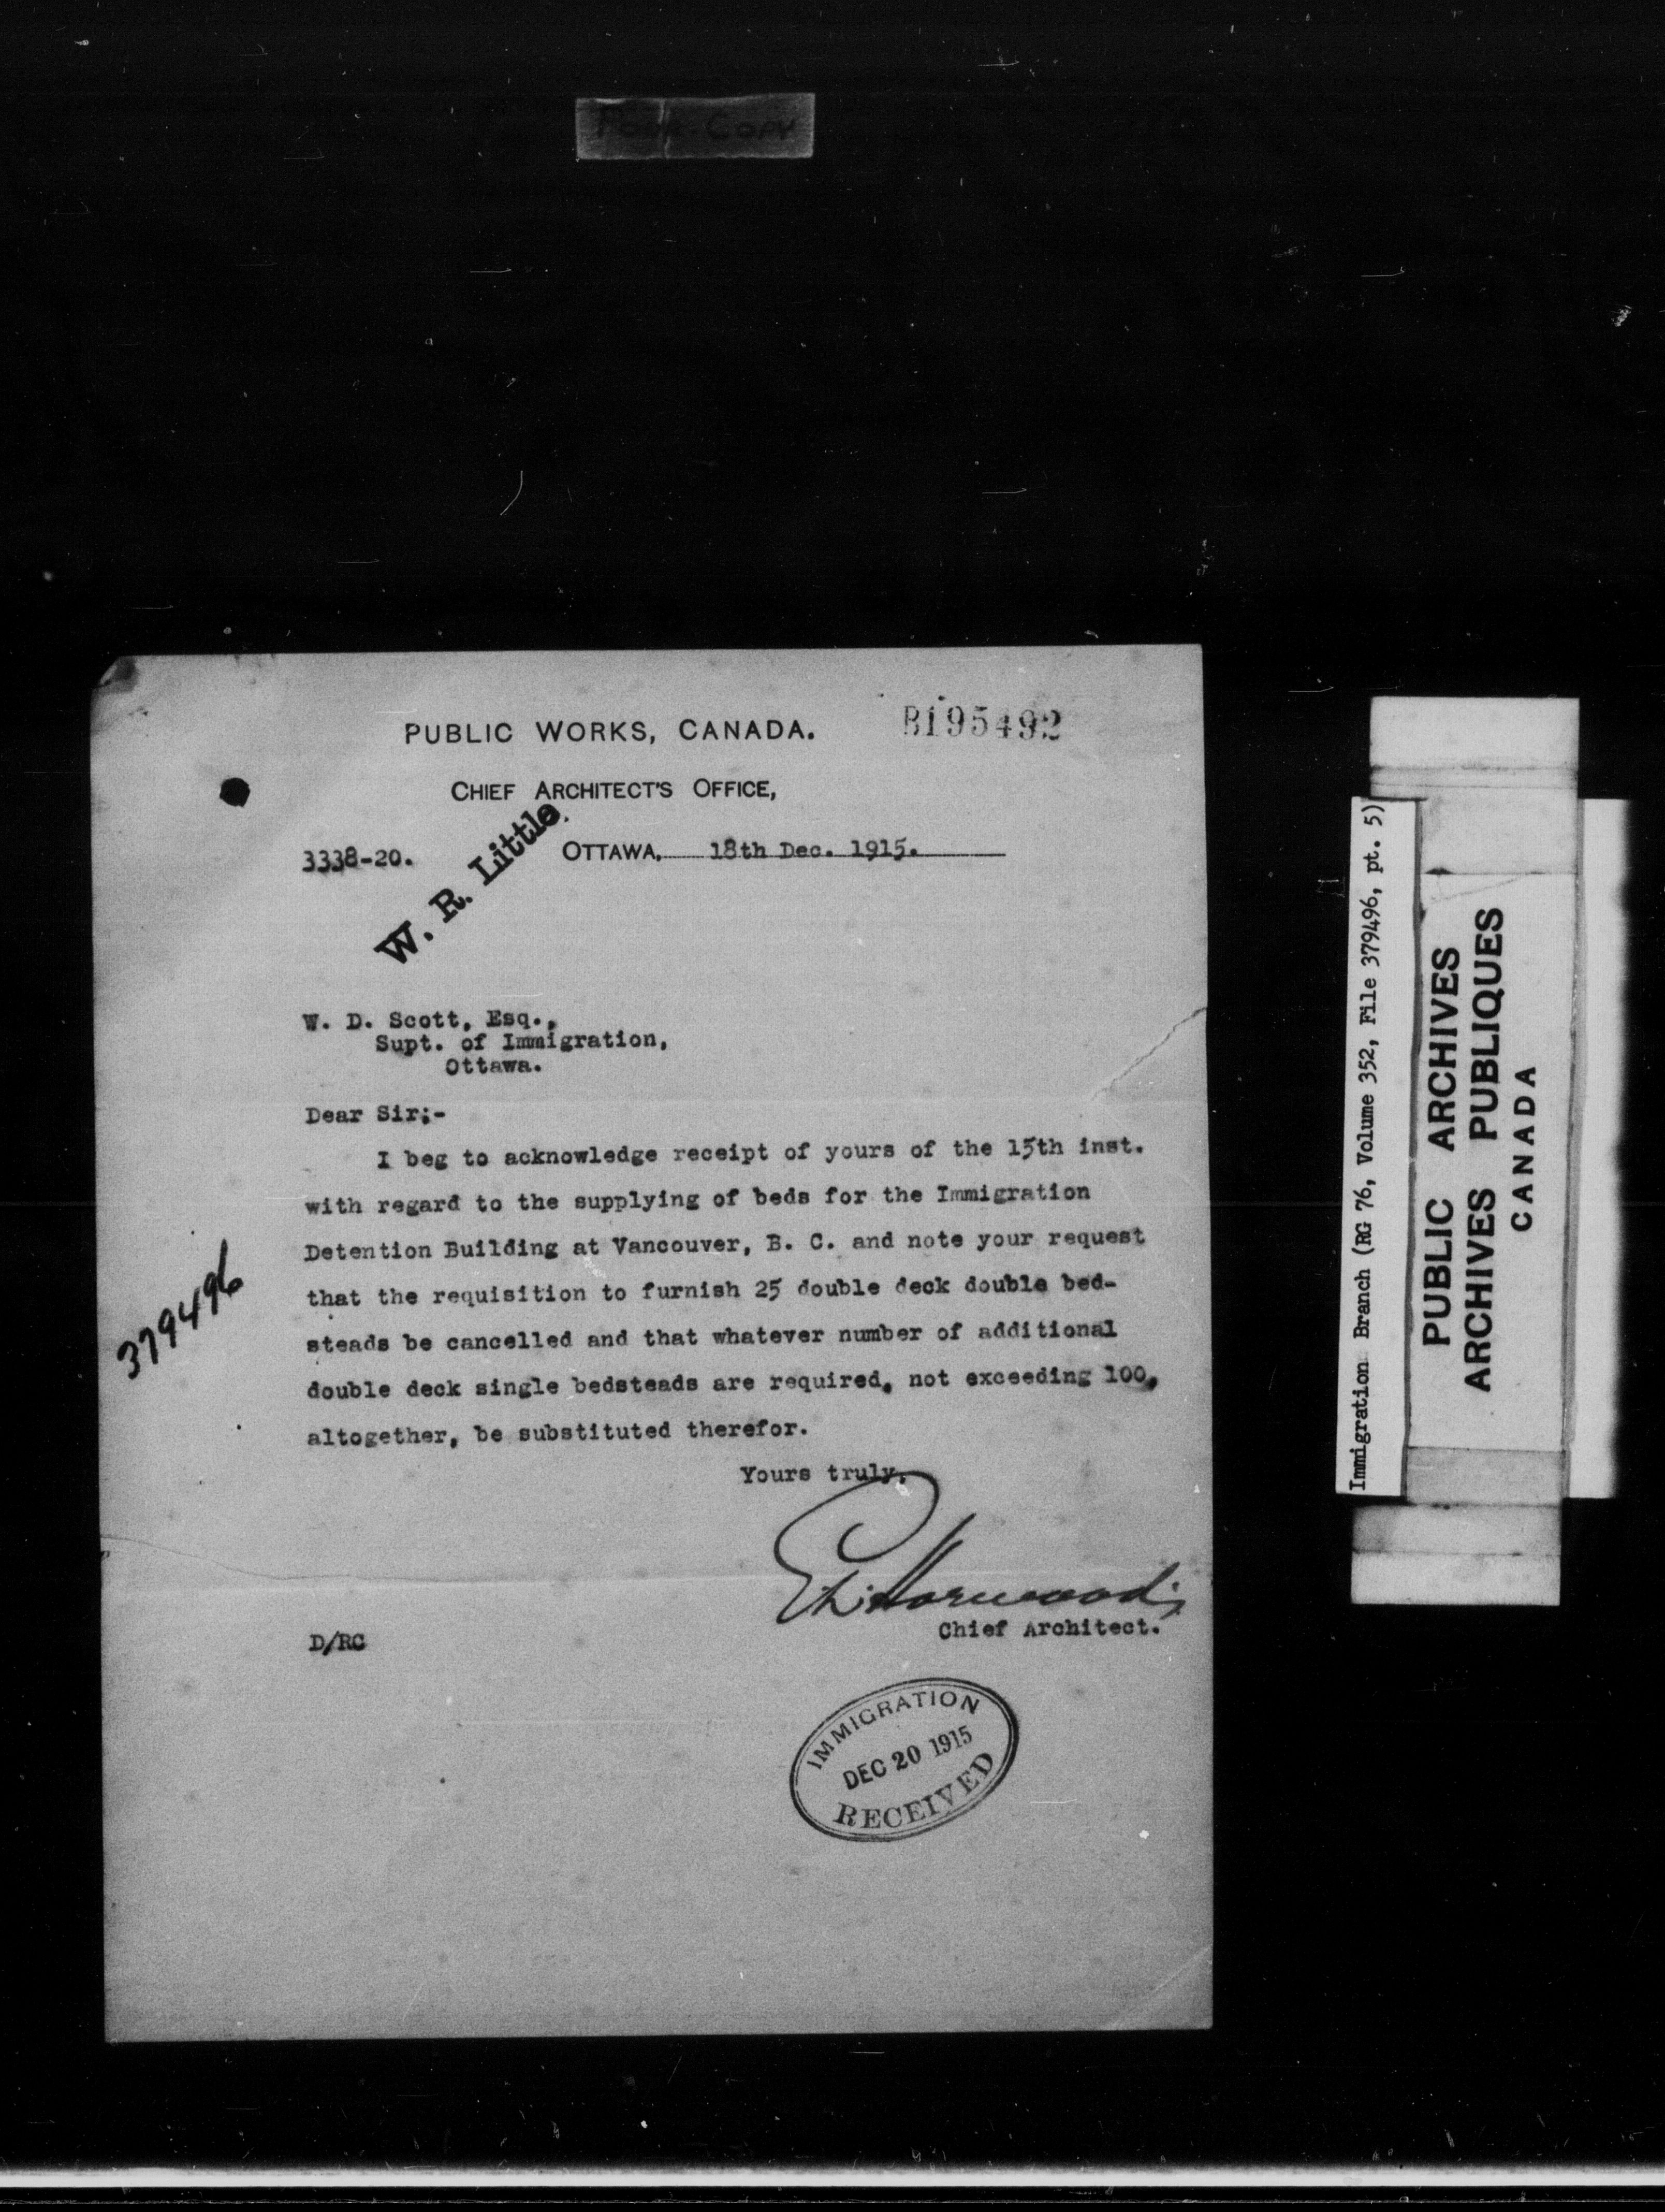 Poor Copy
PUBLIC WORKS, CANADA.
B195492
CHIEF ARCHITECT'S OFFICE,
3338-20.
W. R. Little.
OTTAWA, 18th Dec. 1915.
W. D. Scott, Esq.,
Supt. of Immigration,
Ottawa.
Dear Sir;-
I beg to acknowledge receipt of yours of the 15th inst.
with regard to the supplying of beds for the Immigration
Detention Building at Vancouver, B. C. and note your request
that the requisition to furnish 25 double deck double bed-
steads be cancelled and that whatever number of additional
double deck single bedsteads are required, not exceeding 100,
altogether, be substituted therefor.
379496
Yours truly,
E L Horwood
Chief Architect.
D/RC
IMMIGRATION
DEC 20 1915
RECEIVED
Immigration Branch (RG 76, Volume 352, File 379496, pt. 5)
PUBLIC ARCHIVES
ARCHIVES PUBLIQUES
CANADA